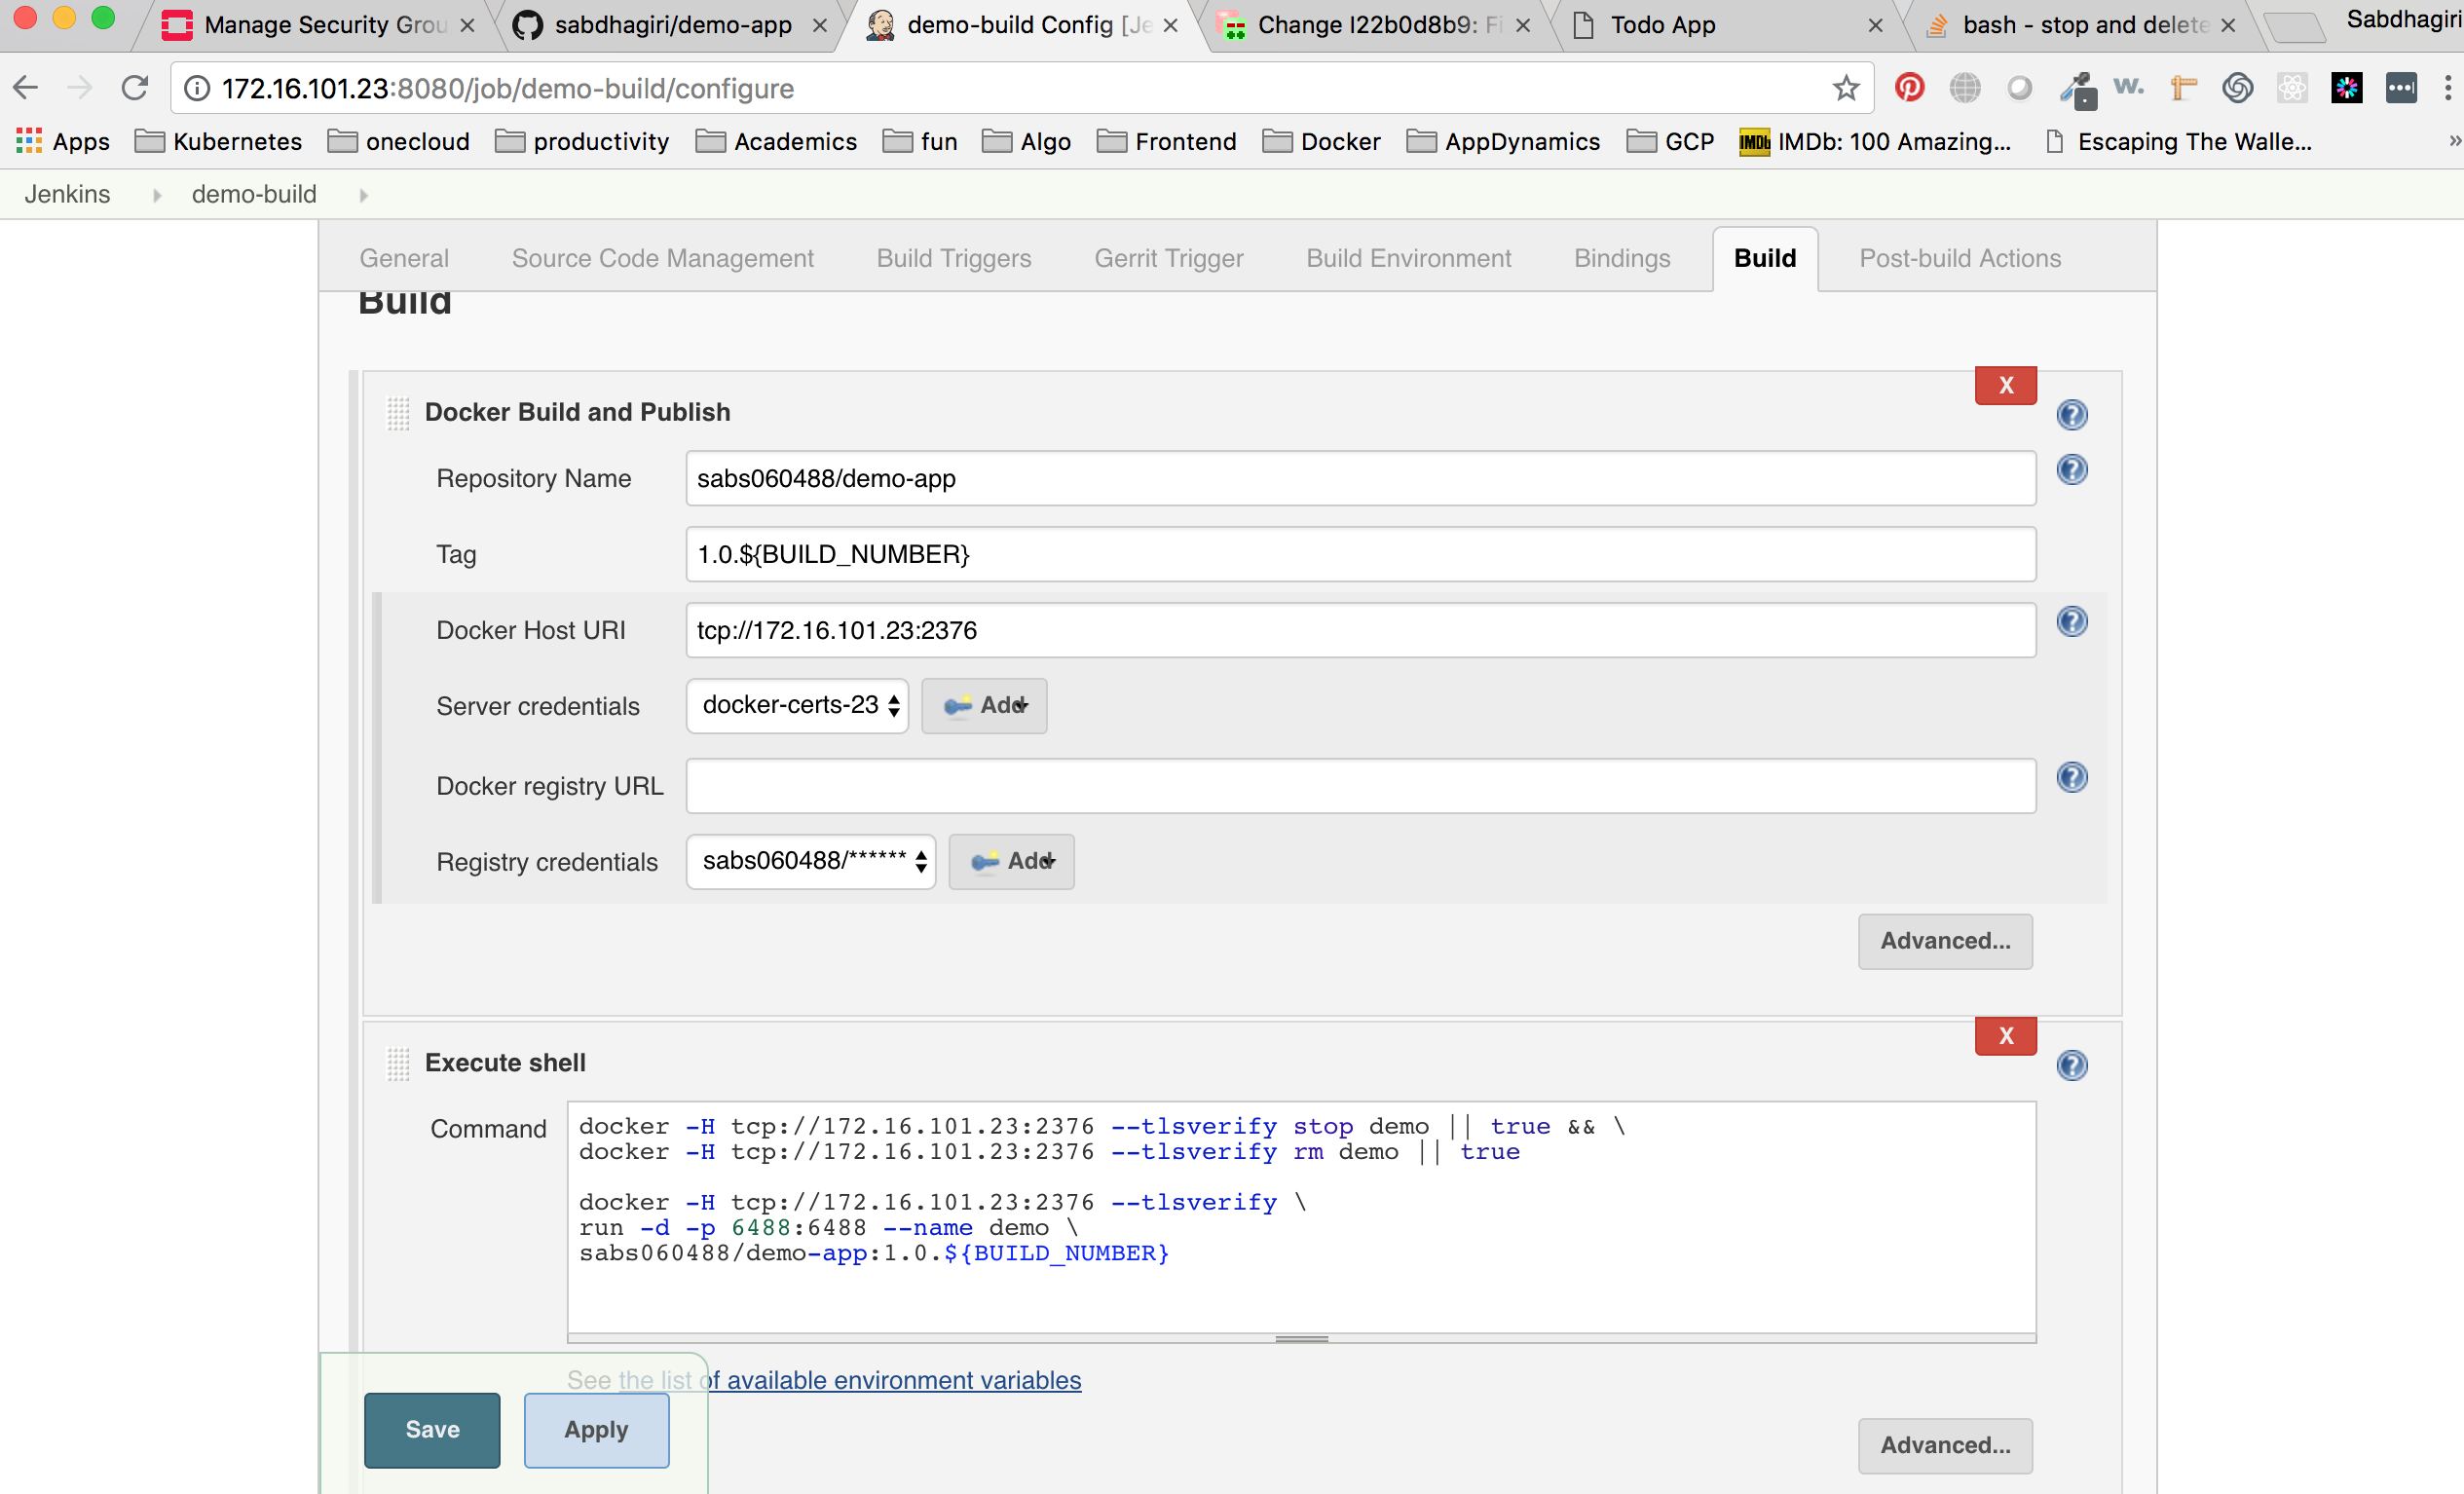 Manage Security Grou
sabdhagiri/demo-app
demo-build Config [Je
Change I22b0d8b9: Fi
Todo App
bash - stop and delete
Sabdhagiri
172.16.101.23:8080/job/demo-build/configure
w.
Apps
Kubernetes
onecloud
productivity
Academics
fun
Algo
Frontend
Docker
AppDynamics
GCP
IMDb
IMDb: 100 Amazing...
Escaping The Walle...
»
Jenkins
demo-build
General
Source Code Management
Build Triggers
Gerrit Trigger
Build Environment
Bindings
Build
Post-build Actions
Build
X
Docker Build and Publish
Repository Name
sabs060488/demo-app
Tag
1.0.${BUILD_NUMBER}
Docker Host URI
tcp://172.16.101.23:2376
Server credentials
docker-certs-23
Add
Docker registry URL
Registry credentials
sabs060488/******
Add
Advanced...
X
Execute shell
Command
docker -H tcp://172.16.101.23:2376 --tlsverify stop demo || true && \
docker -H tcp://172.16.101.23:2376 --tlsverify rm demo || true
docker -H tcp://172.16.101.23:2376 --tlsverify \
run -d -p 6488:6488 --name demo \
sabs060488/demo-app:1.0.${BUILD_NUMBER}
See the list of available environment variables
Save
Apply
Advanced...